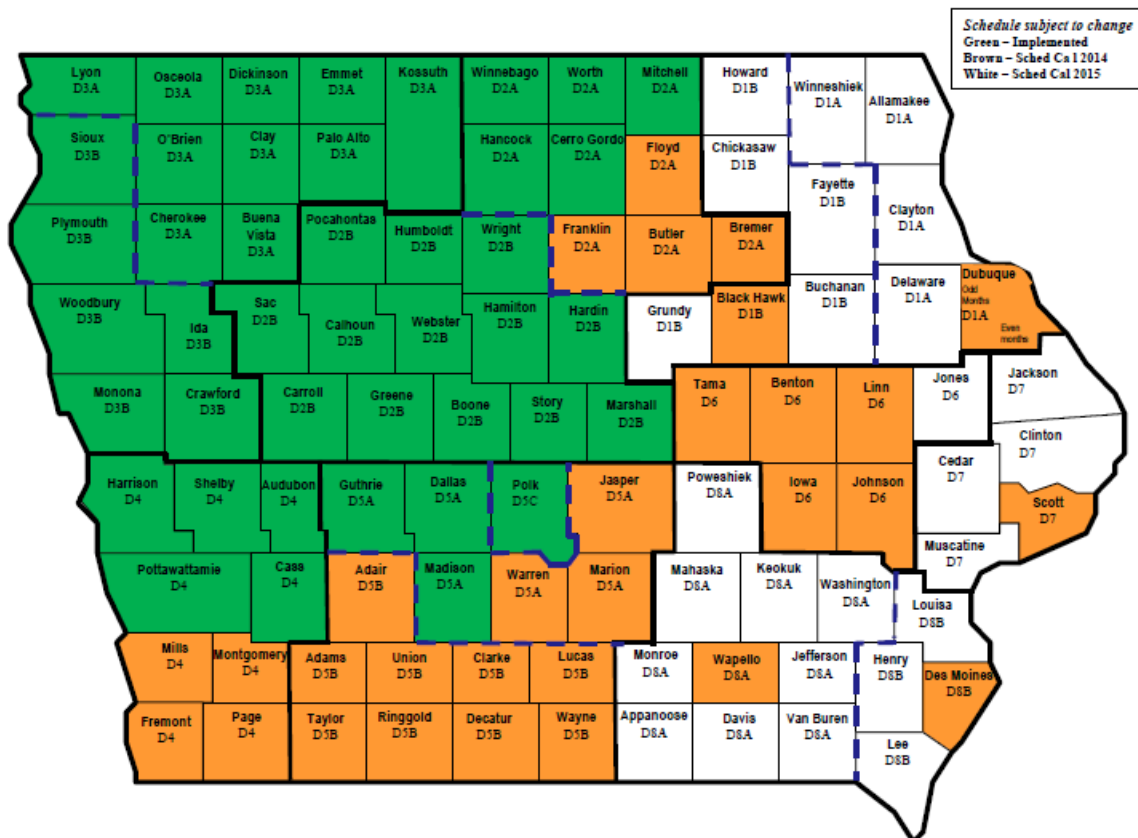 Schedule subject to change
Green – Implemented
Brown – Sched Ca l 2014
White – Sched Cal 2015
Lyon
D3A
Osceola
D3A
Dickinson
D3A
Emmet
D3A
Kossuth
D3A
Winnebago
D2A
Worth
D2A
Mitchell
D2A
Howard
D1B
Winneshiek
D1A
Allamakee
D1A
Sioux
D3B
O'Brien
D3A
Clay
D3A
Palo Alto
D3A
Hancock
D2A
Cerro Gordo
D2A
Floyd
D2A
Chickasaw
D1B
Fayette
D1B
Clayton
D1A
Plymouth
D3B
Cherokee
D3A
Buena
Vista
D3A
Pocahontas
D2B
Humboldt
D2B
Wright
D2B
Franklin
D2A
Butler
D2A
Bremer
D2A
Woodbury
D3B
Ida
D3B
Sac
D2B
Calhoun
D2B
Webster
D2B
Hamilton
D2B
Hardin
D2B
Grundy
D1B
Black Hawk
D1B
Buchanan
D1B
Delaware
D1A
Dubuque
Odd
Months
D1A
Even
months
Monona
D3B
Crawford
D3B
Carroll
D2B
Greene
D2B
Boone
D2B
Story
D2B
Marshall
D2B
Tama
D6
Benton
D6
Linn
D6
Jones
D6
Jackson
D7
Clinton
D7
Harrison
D4
Shelby
D4
Audubon
D4
Guthrie
D5A
Dallas
D5A
Polk
D5C
Jasper
D5A
Poweshiek
D8A
Iowa
D6
Johnson
D6
Cedar
D7
Scott
D7
Muscatine
D7
Pottawattamie
D4
Cass
D4
Adair
D5B
Madison
D5A
Warren
D5A
Marion
D5A
Mahaska
D8A
Keokuk
D8A
Washington
D8A
Louisa
D8B
Mills
D4
Montgomery
D4
Adams
D5B
Union
D5B
Clarke
D5B
Lucas
D5B
Monroe
D8A
Wapello
D8A
Jefferson
D8A
Henry
D8B
Des Moines
D8B
Fremont
D4
Page
D4
Taylor
D5B
Ringgold
D5B
Decatur
D5B
Wayne
D5B
Appanoose
D8A
Davis
D8A
Van Buren
D8A
Lee
D8B